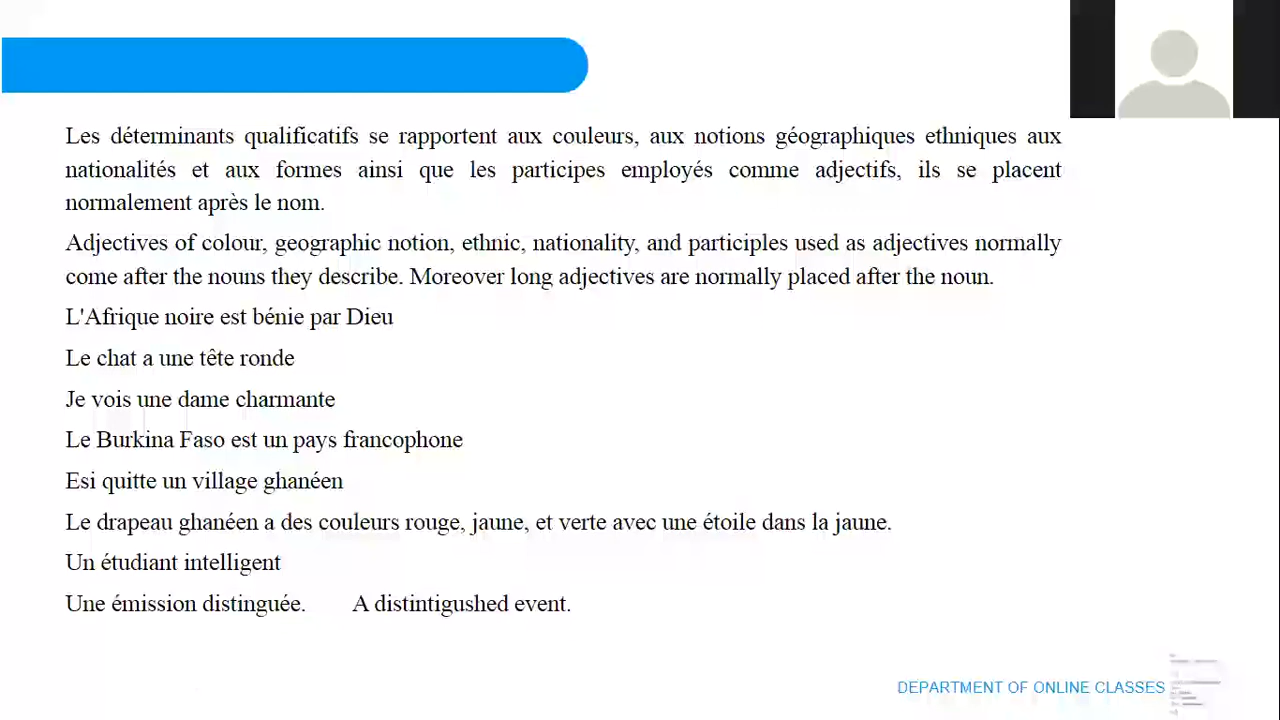 Les déterminants qualificatifs se rapportent aux couleurs, aux notions géographiques ethniques aux
nationalités et aux formes ainsi que les participes employés comme adjectifs, ils se placent
normalement après le nom.
Adjectives of colour, geographic notion, ethnic, nationality, and participles used as adjectives normally
come after the nouns they describe. Moreover long adjectives are normally placed after the noun.
L'Afrique noire est bénie par Dieu
Le chat a une tête ronde
Je vois une dame charmante
Le Burkina Faso est un pays francophone
Esi quitte un village ghanéen
Le drapeau ghanéen a des couleurs rouge, jaune, et verte avec une étoile dans la jaune.
Un étudiant intelligent
Une émission distinguée. A distintigushed event.
DEPARTMENT OF ONLINE CLASSES